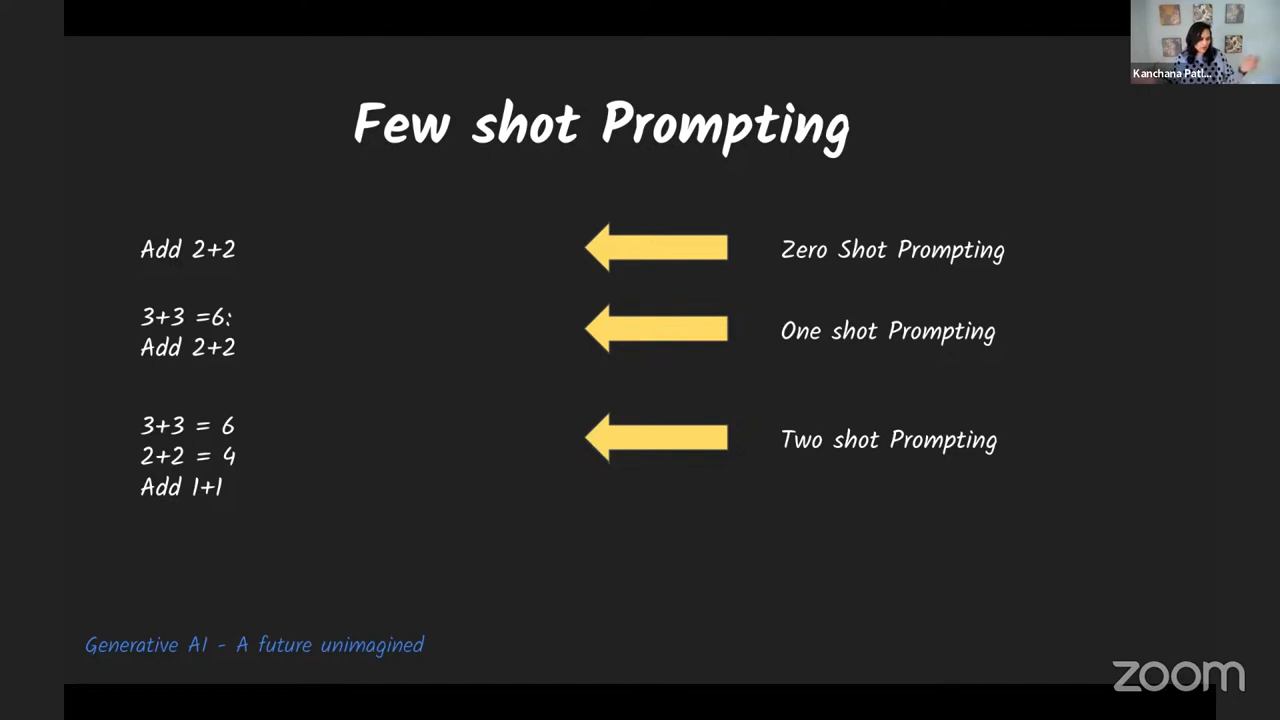 Kanchana Patl...
Few shot Prompting
Add 2+2
Zero Shot Prompting
3+3 =6:
Add 2+2
One shot Prompting
3+3 = 6
2+2 = 4
Add 1+1
Two shot Prompting
Generative AI - A future unimagined
zoom